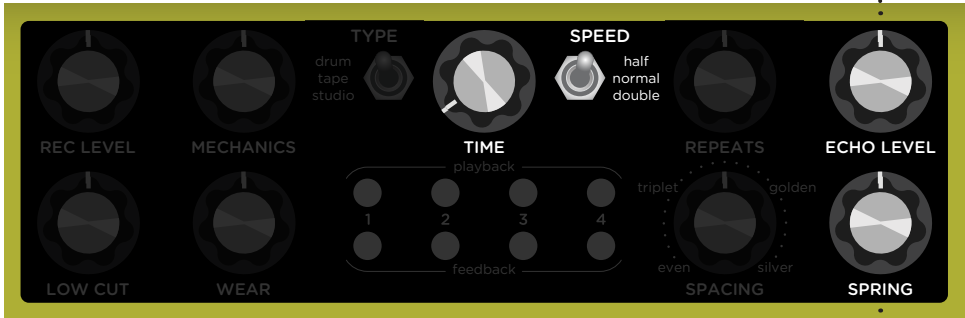 TYPE
SPEED
drum
tape
studio
half
normal
double
REC LEVEL
MECHANICS
TIME
REPEATS
ECHO LEVEL
playback
triplet
golden
1
2
3
4
even
silver
feedback
LOW CUT
WEAR
SPACING
SPRING